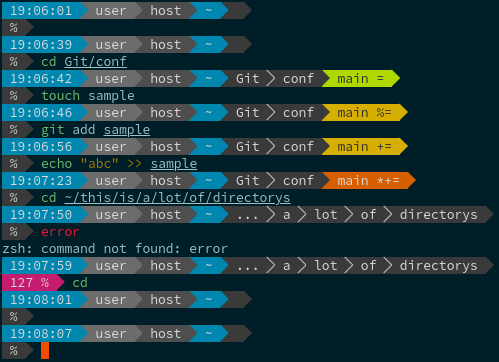 19:06:01 user host ~
%
19:06:39 user host ~
% cd Git/conf
19:06:42 user host ~ Git conf main =
% touch sample
19:06:46 user host ~ Git conf main %=
% git add sample
19:06:56 user host ~ Git conf main +=
% echo "abc" >> sample
19:07:23 user host ~ Git conf main *+=
% cd ~/this/is/a/lot/of/directorys
19:07:50 user host ~ ... a lot of directorys
% error
zsh: command not found: error
19:07:59 user host ~ ... a lot of directorys
127 % cd
19:08:01 user host ~
%
19:08:07 user host ~
%